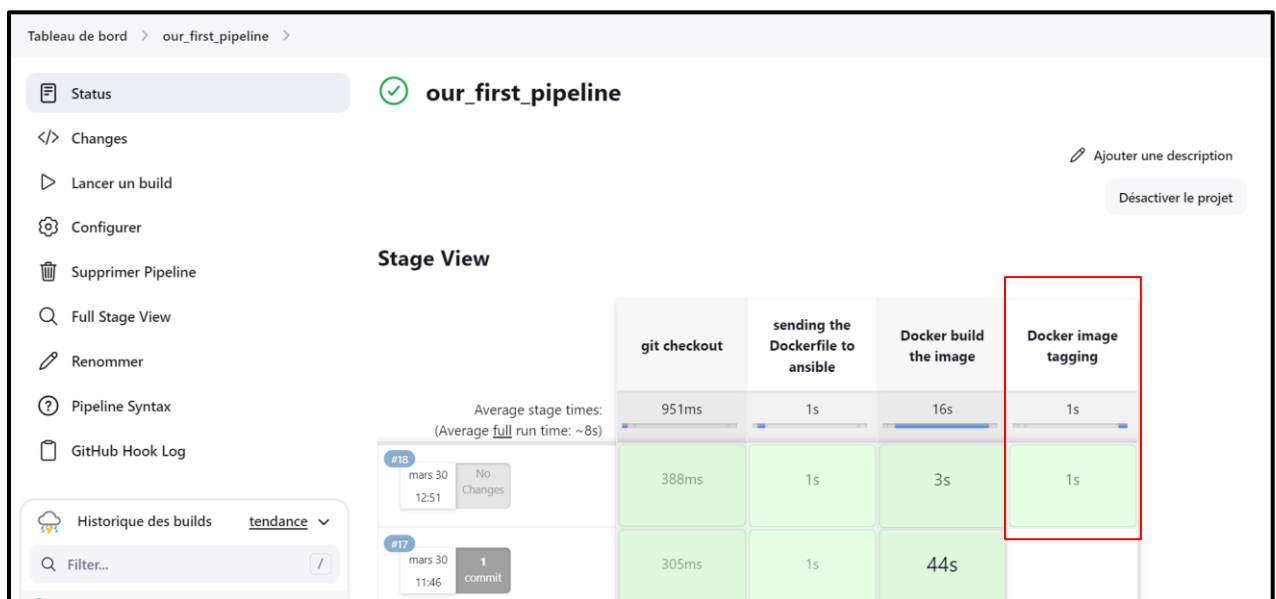 Tableau de bord > our_first_pipeline >
Status
Changes
Lancer un build
Configurer
Supprimer Pipeline
Full Stage View
Renommer
Pipeline Syntax
GitHub Hook Log
Historique des builds tendance
Filter... /
our_first_pipeline
Ajouter une description
Désactiver le projet
Stage View
git checkout
sending the
Dockerfile to
ansible
Docker build
the image
Docker image
tagging
Average stage times:
(Average full run time: ~8s)
951ms
1s
16s
1s
#18
mars 30
12:51
No
Changes
388ms
1s
3s
1s
#17
mars 30
11:46
1
commit
305ms
1s
44s